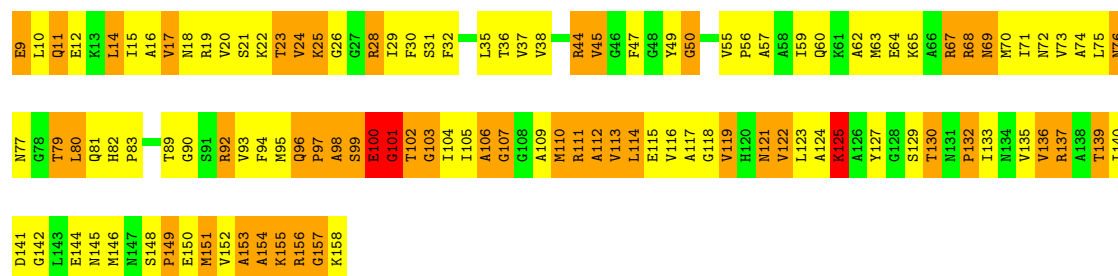 E9 L10 Q11 E12 K13 L14 I15 A16 V17 N18 R19 V20 S21 K22 T23 V24 K25 G26 G27 R28 I29 F30 S31 F32 L35 T36 V37 V38 R44 V45 G46 F47 G48 Y49 G50 V55 P56 A57 A58 I59 Q60 K61 A62 M63 E64 K65 A66 R67 R68 N69 M70 I71 N72 V73 A74 L75 N76
N77 G78 T79 L80 Q81 H82 P83 T89 G90 S91 R92 V93 F94 M95 Q96 P97 A98 S99 E100 G101 T102 G103 I104 I105 A106 G107 G108 A109 M110 R111 A112 V113 L114 E115 V116 A117 G118 V119 H120 N121 V122 L123 A124 K125 A126 Y127 G128 S129 T130 N131 P132 I133 N134 V135 V136 R137 A138 T139 I140
D141 G142 L143 E144 N145 M146 N147 S148 P149 E150 M151 V152 A153 A154 K155 R156 G157 K158